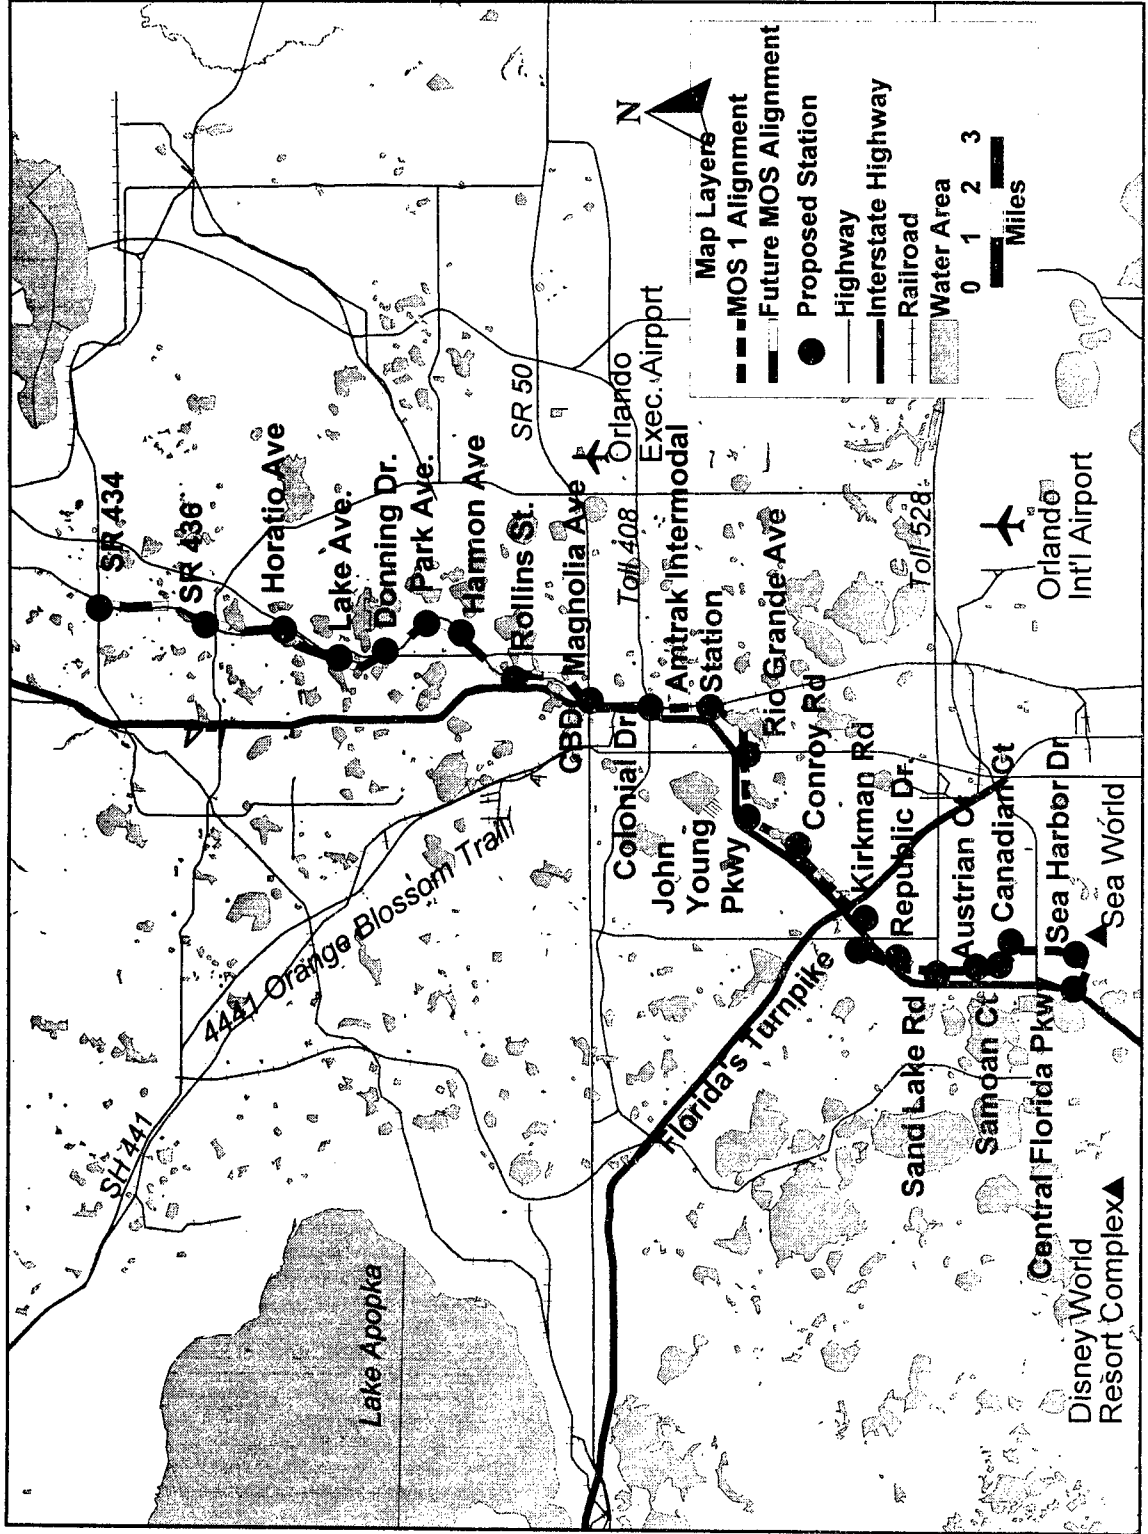 SR 434
SR 436
Horatio Ave
Lake Ave.
Donning Dr.
Park Ave.
Harmon Ave
Rollins St.
Magnolia Ave
CBD
Colonial Dr
Amtrak Intermodal
Station
Rio Grande Ave
John
Young
Pkwy
Conroy Rd
Kirkman Rd
Republic Dr.
Sand Lake Rd
Austrian Ct
Samoan Ct
Canadian Ct
Central Florida Pkwy
Sea Harbor Dr
Sea World
Disney World
Resort Complex
SH 441
4441 Orange Blossom Trail
Florida's Turnpike
Lake Apopka
SR 50
Toll 408
Toll 528
Orlando
Exec. Airport
Orlando
Int'l Airport
N
Map Layers
MOS 1 Alignment
Future MOS Alignment
Proposed Station
Highway
Interstate Highway
Railroad
Water Area
0 1 2 3
Miles